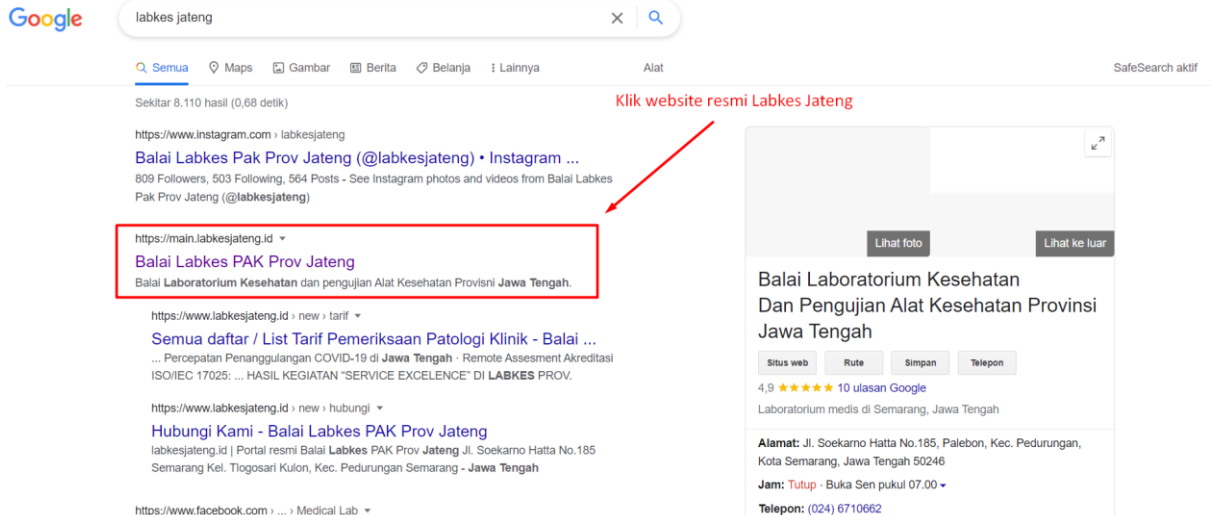 Google
labkes jateng
Semua Maps Gambar Berita Belanja Lainnya Alat SafeSearch aktif
Sekitar 8.110 hasil (0,68 detik)
Klik website resmi Labkes Jateng
https://www.instagram.com › labkesjateng
Balai Labkes Pak Prov Jateng (@labkesjateng) • Instagram ...
809 Followers, 503 Following, 564 Posts - See Instagram photos and videos from Balai Labkes
Pak Prov Jateng (@labkesjateng)
https://main.labkesjateng.id
Balai Labkes PAK Prov Jateng
Balai Laboratorium Kesehatan dan pengujian Alat Kesehatan Provisni Jawa Tengah.
https://www.labkesjateng.id › new › tarif
Semua daftar / List Tarif Pemeriksaan Patologi Klinik - Balai ...
... Percepatan Penanggulangan COVID-19 di Jawa Tengah · Remote Assesment Akreditasi
ISO/IEC 17025: ... HASIL KEGIATAN “SERVICE EXCELENCE” DI LABKES PROV.
https://www.labkesjateng.id › new › hubungi
Hubungi Kami - Balai Labkes PAK Prov Jateng
labkesjateng.id | Portal resmi Balai Labkes PAK Prov Jateng Jl. Soekarno Hatta No.185
Semarang Kel. Tlogosari Kulon, Kec. Pedurungan Semarang - Jawa Tengah
https://www.facebook.com › ... › Medical Lab
Lihat foto
Lihat ke luar
Balai Laboratorium Kesehatan
Dan Pengujian Alat Kesehatan Provinsi
Jawa Tengah
Situs web Rute Simpan Telepon
4,9 ★★★★★ 10 ulasan Google
Laboratorium medis di Semarang, Jawa Tengah
Alamat: Jl. Soekarno Hatta No.185, Palebon, Kec. Pedurungan,
Kota Semarang, Jawa Tengah 50246
Jam: Tutup · Buka Sen pukul 07.00
Telepon: (024) 6710662